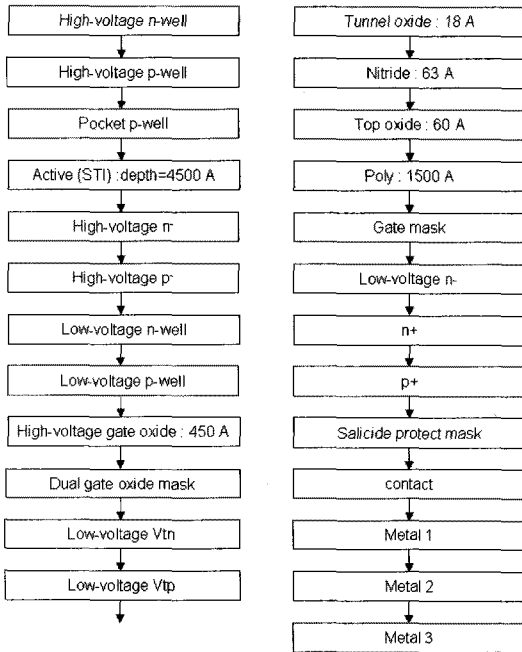 High-voltage n-well
High-voltage p-well
Pocket p-well
Active (STI) :depth=4500 A
High-voltage n-
High-voltage p-
Low-voltage n-well
Low-voltage p-well
High-voltage gate oxide : 450 A
Dual gate oxide mask
Low-voltage Vtn
Low-voltage Vtp
Tunnel oxide : 18 A
Nitride : 63 A
Top oxide : 60 A
Poly : 1500 A
Gate mask
Low-voltage n-
n+
p+
Salicide protect mask
contact
Metal 1
Metal 2
Metal 3